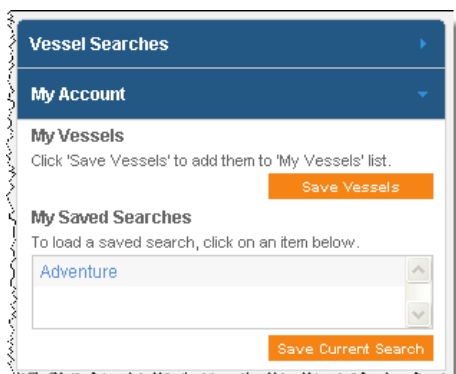 Vessel Searches
My Account
My Vessels
Click 'Save Vessels' to add them to 'My Vessels' list.
Save Vessels
My Saved Searches
To load a saved search, click on an item below.
Adventure
Save Current Search